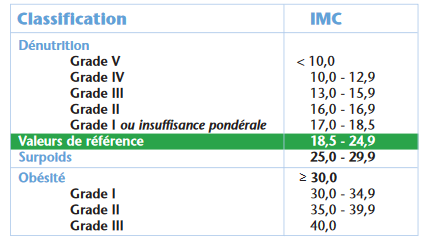 Classification IMC
Dénutrition
Grade V < 10,0
Grade IV 10,0 - 12,9
Grade III 13,0 - 15,9
Grade II 16,0 - 16,9
Grade I ou insuffisance pondérale 17,0 - 18,5
Valeurs de référence 18,5 - 24,9
Surpoids 25,0 - 29,9
Obésité ≥ 30,0
Grade I 30,0 - 34,9
Grade II 35,0 - 39,9
Grade III 40,0